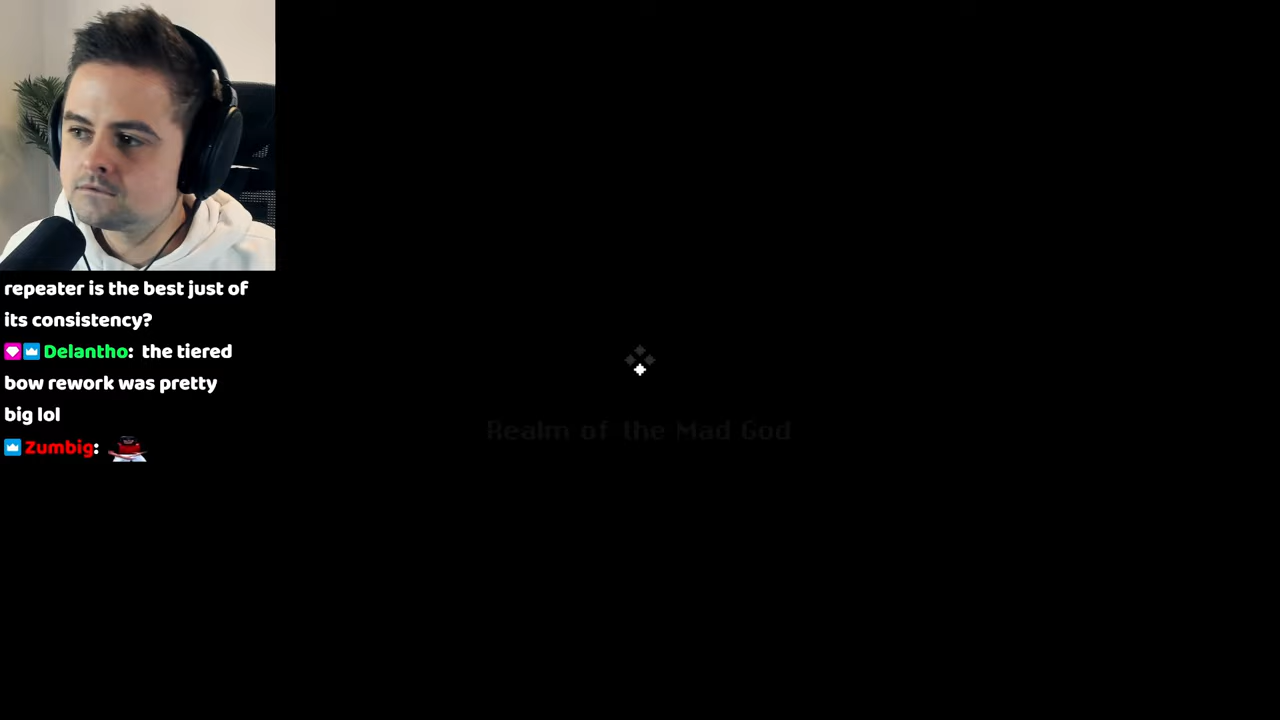 repeater is the best just of
its consistency?
Delantho: the tiered
bow rework was pretty
big lol
Zumbig:
Realm of the Mad God